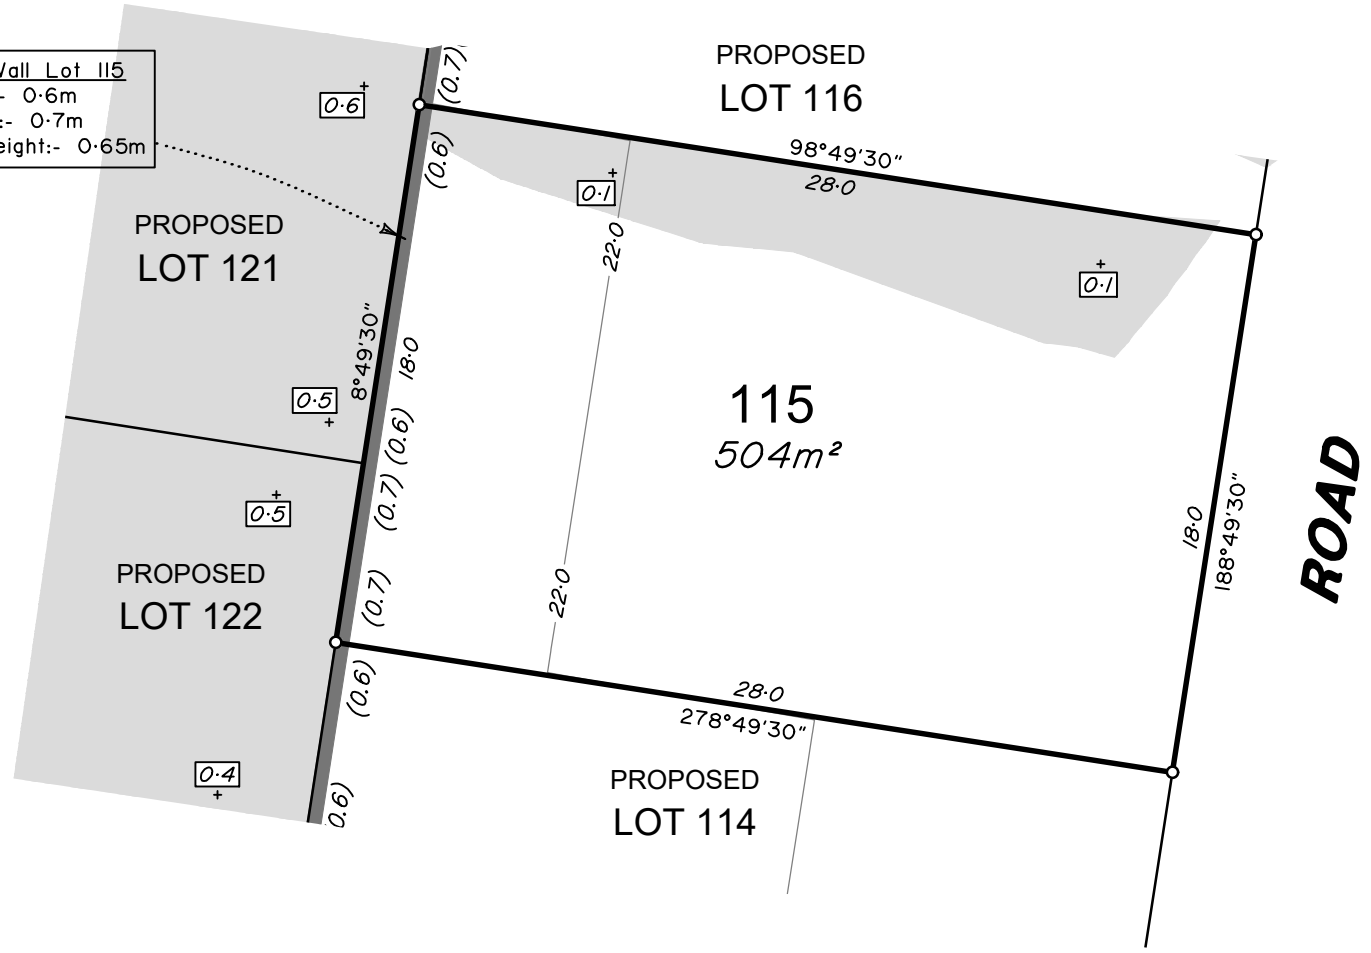 Wall Lot 115
- 0·6m
:- 0·7m
eight:- 0·65m
PROPOSED
LOT 116
(0.7)
0·6
(0.6)
98°49'30"
28·0
0·1
PROPOSED
LOT 121
22·0
0·1
8°49'30"
18·0
0·5
(0.6)
115
504m²
0·5
(0.7)
18·0
188°49'30"
ROAD
PROPOSED
LOT 122
(0.7)
22·0
(0.6)
28·0
278°49'30"
0·4
0.6)
PROPOSED
LOT 114